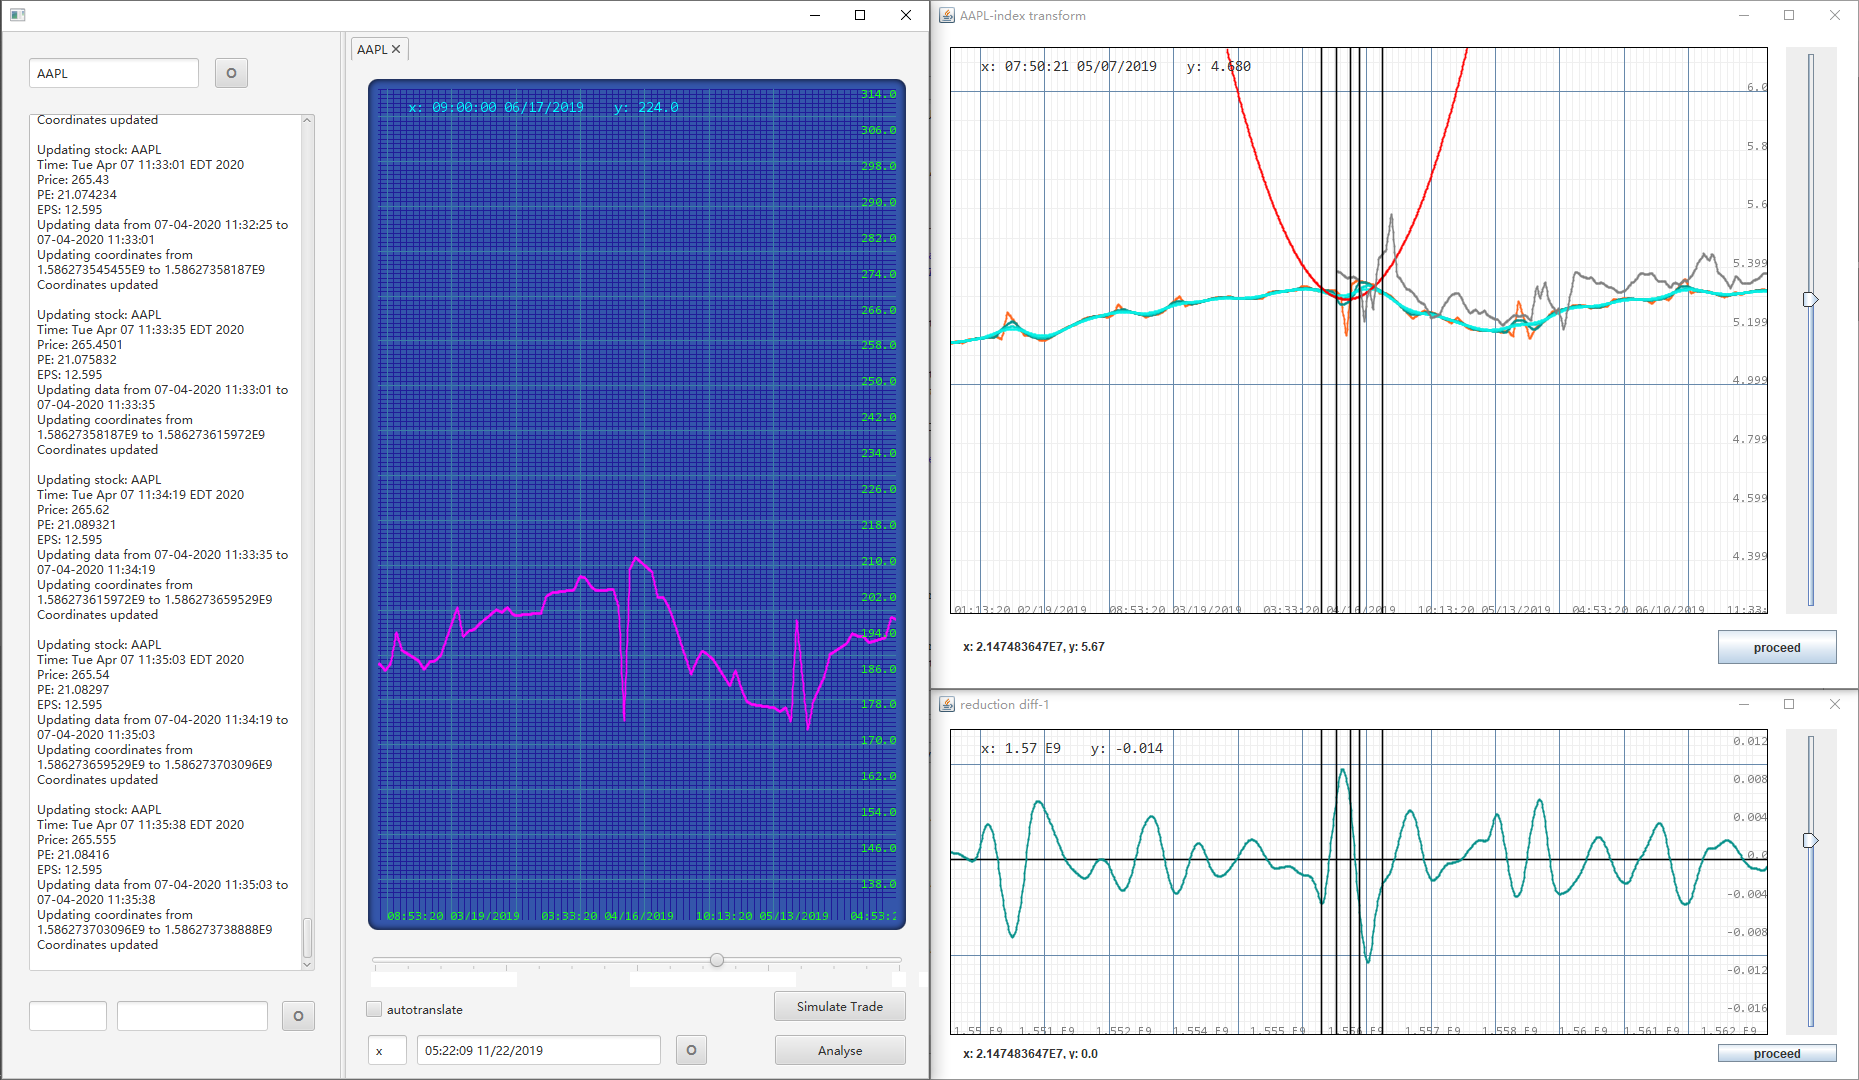 AAPL
O
Coordinates updated
Updating stock: AAPL
Time: Tue Apr 07 11:33:01 EDT 2020
Price: 265.43
PE: 21.074234
EPS: 12.595
Updating data from 07-04-2020 11:32:25 to
07-04-2020 11:33:01
Updating coordinates from
1.586273545455E9 to 1.58627358187E9
Coordinates updated
Updating stock: AAPL
Time: Tue Apr 07 11:33:35 EDT 2020
Price: 265.4501
PE: 21.075832
EPS: 12.595
Updating data from 07-04-2020 11:33:01 to
07-04-2020 11:33:35
Updating coordinates from
1.58627358187E9 to 1.586273615972E9
Coordinates updated
Updating stock: AAPL
Time: Tue Apr 07 11:34:19 EDT 2020
Price: 265.62
PE: 21.089321
EPS: 12.595
Updating data from 07-04-2020 11:33:35 to
07-04-2020 11:34:19
Updating coordinates from
1.586273615972E9 to 1.586273659529E9
Coordinates updated
Updating stock: AAPL
Time: Tue Apr 07 11:35:03 EDT 2020
Price: 265.54
PE: 21.08297
EPS: 12.595
Updating data from 07-04-2020 11:34:19 to
07-04-2020 11:35:03
Updating coordinates from
1.586273659529E9 to 1.586273703096E9
Coordinates updated
Updating stock: AAPL
Time: Tue Apr 07 11:35:38 EDT 2020
Price: 265.555
PE: 21.08416
EPS: 12.595
Updating data from 07-04-2020 11:35:03 to
07-04-2020 11:35:38
Updating coordinates from
1.586273703096E9 to 1.586273738888E9
Coordinates updated
O
AAPL
x: 09:00:00 06/17/2019 y: 224.0
314.0
306.0
298.0
290.0
282.0
274.0
266.0
258.0
250.0
242.0
234.0
226.0
218.0
210.0
202.0
194.0
186.0
178.0
170.0
162.0
154.0
146.0
138.0
08:53:20 03/19/2019 03:33:20 04/16/2019 10:13:20 05/13/2019 04:53:2
autotranslate
Simulate Trade
x
05:22:09 11/22/2019
O
Analyse
AAPL-index transform
x: 07:50:21 05/07/2019 y: 4.680
6.0
5.8
5.6
5.399
5.199
4.999
4.799
4.599
4.399
01:13:20 02/19/2019 08:53:20 03/19/2019 03:33:20 04/16/2019 10:13:20 05/13/2019 04:53:20 06/10/2019 11:33:
x: 2.147483647E7, y: 5.67
proceed
reduction diff-1
x: 1.57 E9 y: -0.014
0.012
0.008
0.004
0.0
-0.004
-0.008
-0.012
-0.016
1.55 E9 1.551 E9 1.552 E9 1.554 E9 1.555 E9 1.556 E9 1.557 E9 1.558 E9 1.56 E9 1.561 E9 1.562 E9
x: 2.147483647E7, y: 0.0
proceed